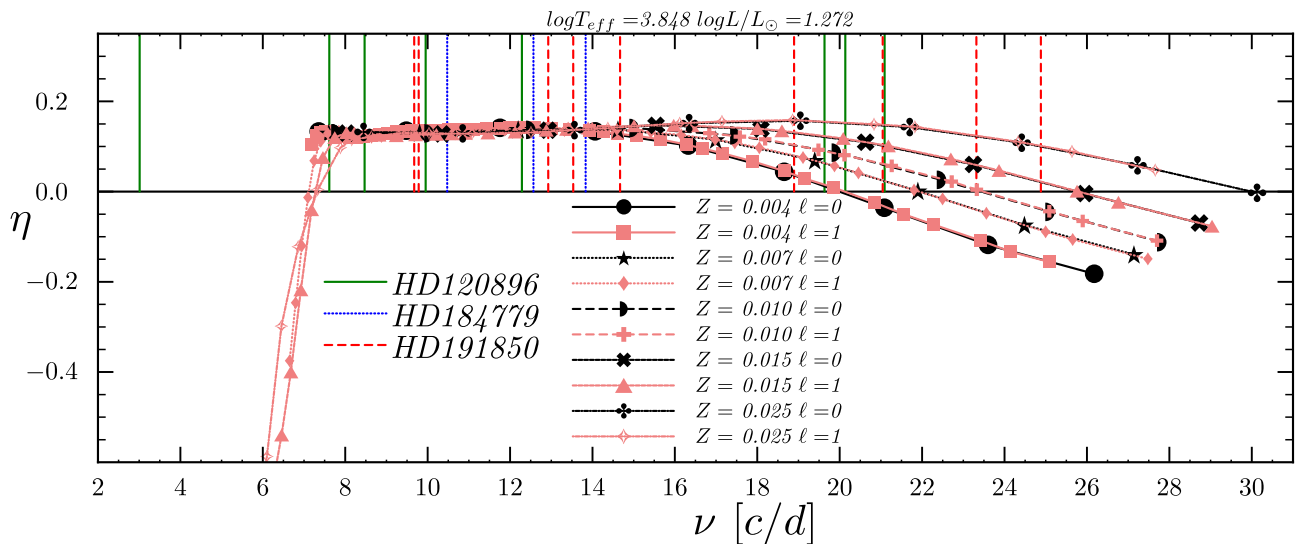 logT_eff =3.848 logL/L_⊙ =1.272
0.2
0.0
−0.2
−0.4
η
HD120896
HD184779
HD191850
Z = 0.004 ℓ=0
Z = 0.004 ℓ=1
Z = 0.007 ℓ=0
Z = 0.007 ℓ=1
Z = 0.010 ℓ=0
Z = 0.010 ℓ=1
Z = 0.015 ℓ=0
Z = 0.015 ℓ=1
Z = 0.025 ℓ=0
Z = 0.025 ℓ=1
2 4 6 8 10 12 14 16 18 20 22 24 26 28 30
ν [c/d]